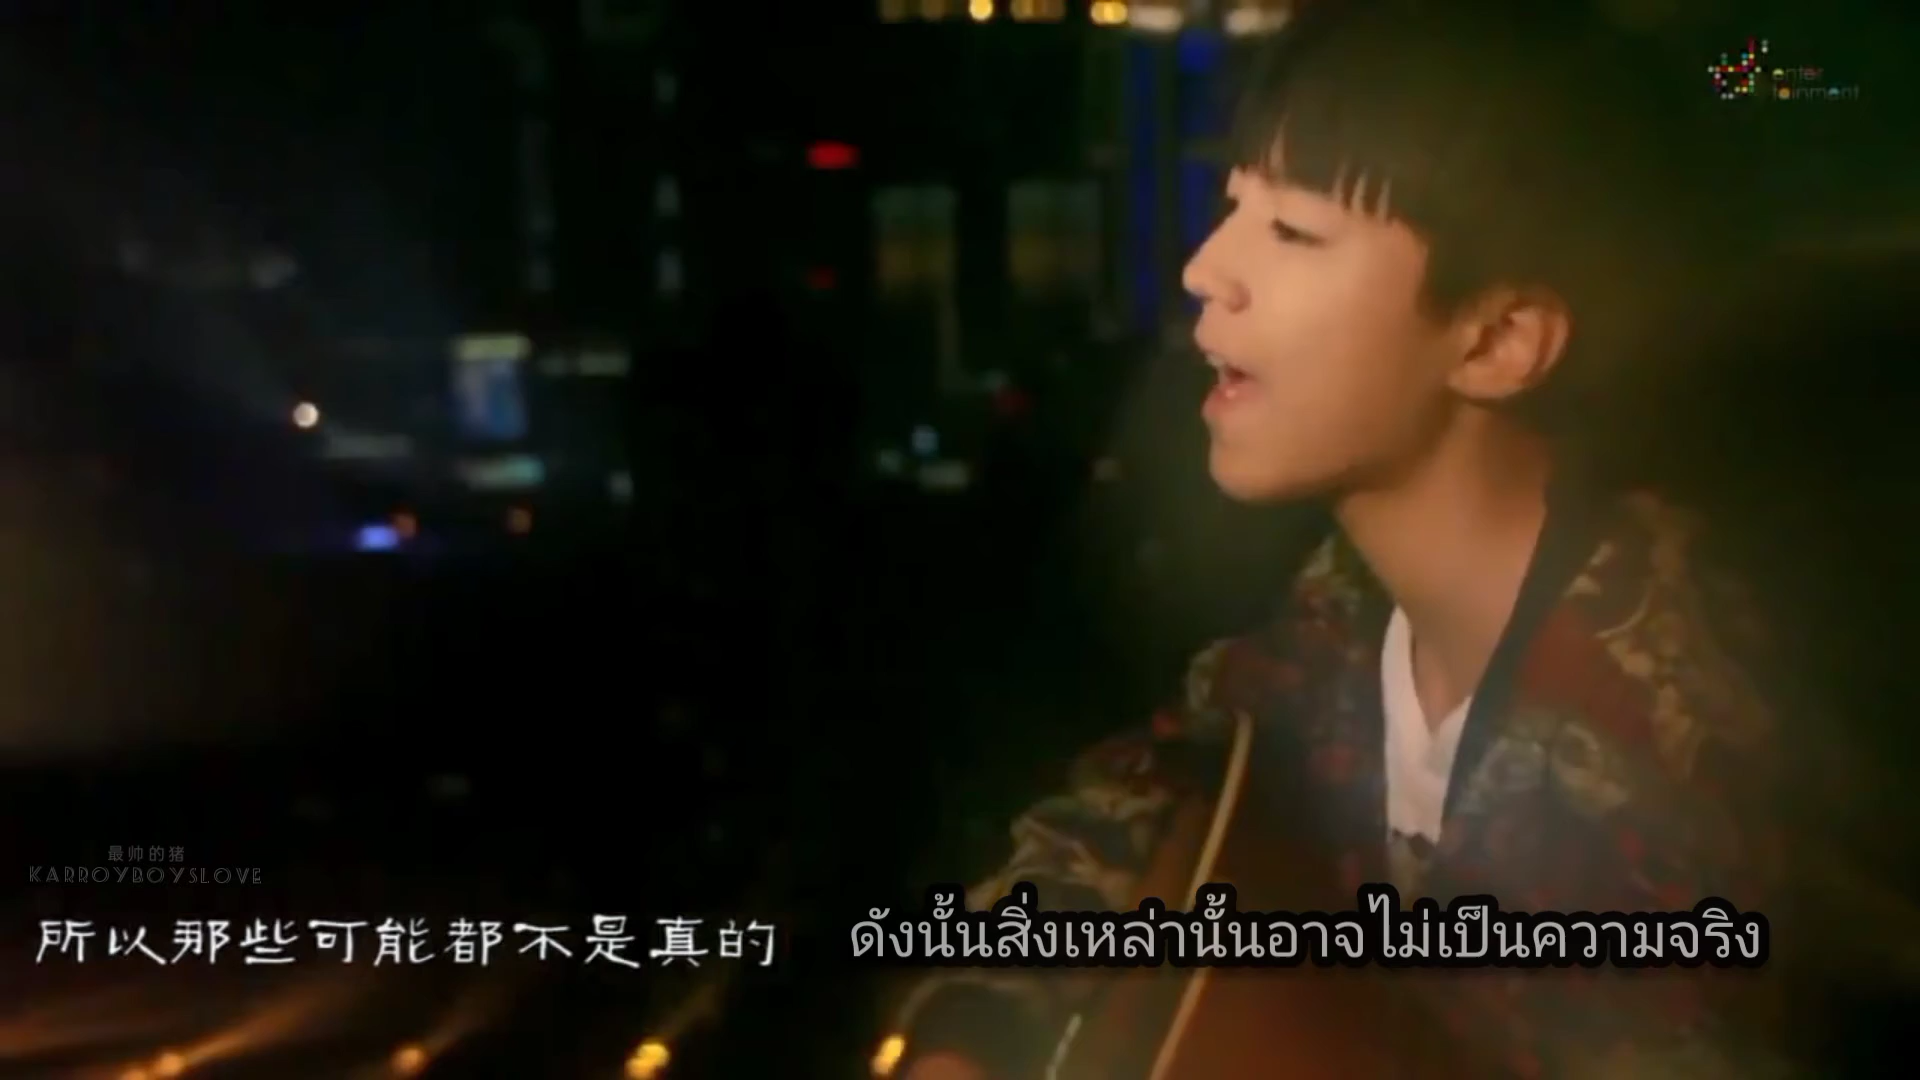 enter
tainment
最帅的猪
KARROYBOYSLOVE
所以那些可能都不是真的
ดังนั้นสิ่งเหล่านั้นอาจไม่เป็นความจริง